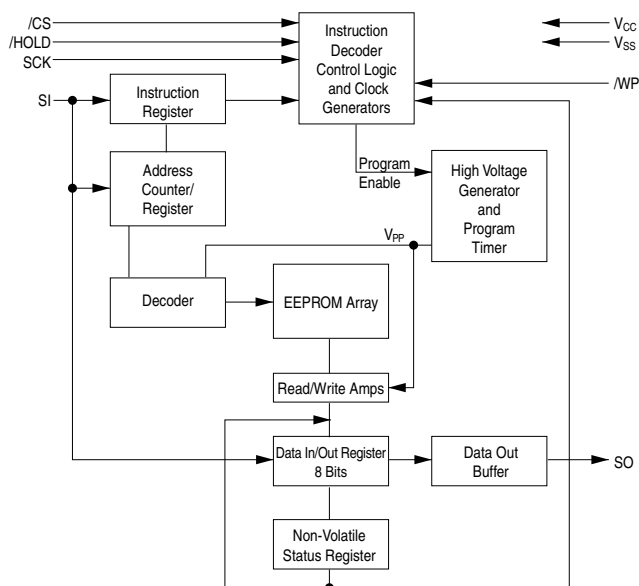 /CS
/HOLD
SCK
SI
Instruction
Decoder
Control Logic
and Clock
Generators
VCC
VSS
/WP
Instruction
Register
Address
Counter/
Register
Program
Enable
High Voltage
Generator
and
Program
Timer
VPP
Decoder
EEPROM Array
Read/Write Amps
Data In/Out Register
8 Bits
Data Out
Buffer
SO
Non-Volatile
Status Register